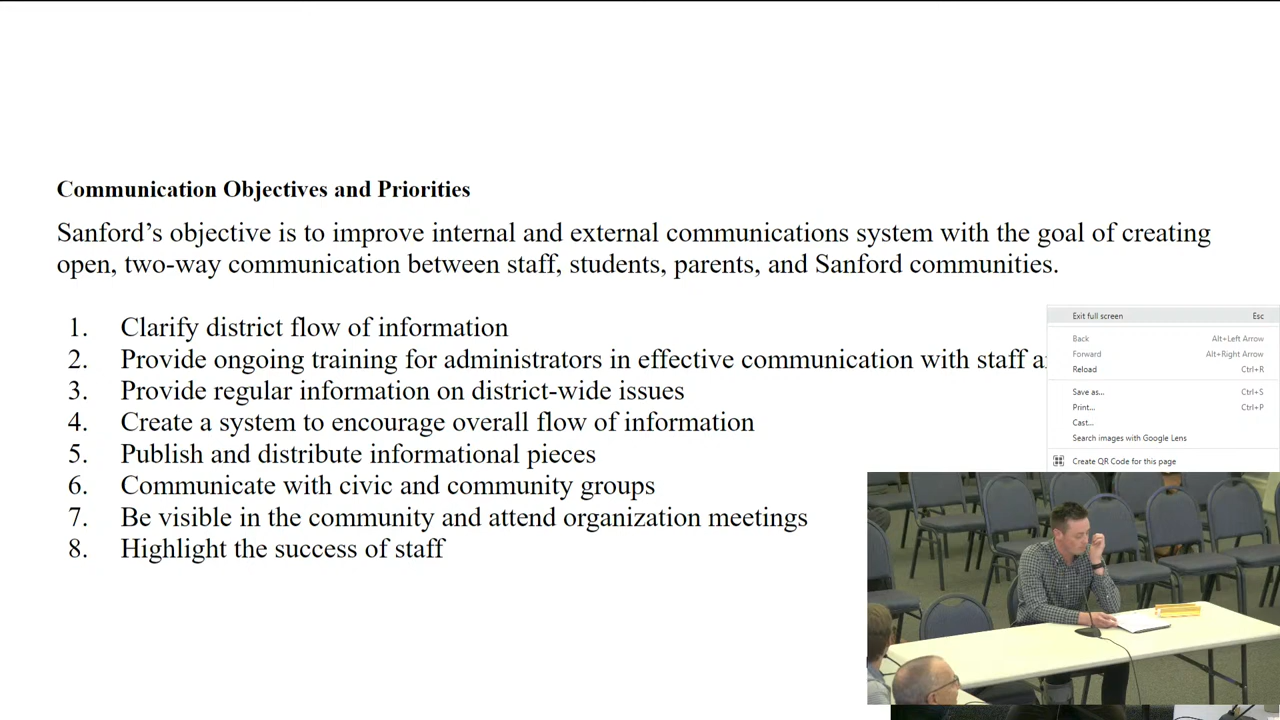 Communication Objectives and Priorities
Sanford’s objective is to improve internal and external communications system with the goal of creating
open, two-way communication between staff, students, parents, and Sanford communities.
1. Clarify district flow of information
2. Provide ongoing training for administrators in effective communication with staff
3. Provide regular information on district-wide issues
4. Create a system to encourage overall flow of information
5. Publish and distribute informational pieces
6. Communicate with civic and community groups
7. Be visible in the community and attend organization meetings
8. Highlight the success of staff
Exit full screen Esc
Back Alt+Left Arrow
Forward Alt+Right Arrow
Reload Ctrl+R
Save as... Ctrl+S
Print... Ctrl+P
Cast...
Search images with Google Lens
Create QR Code for this page